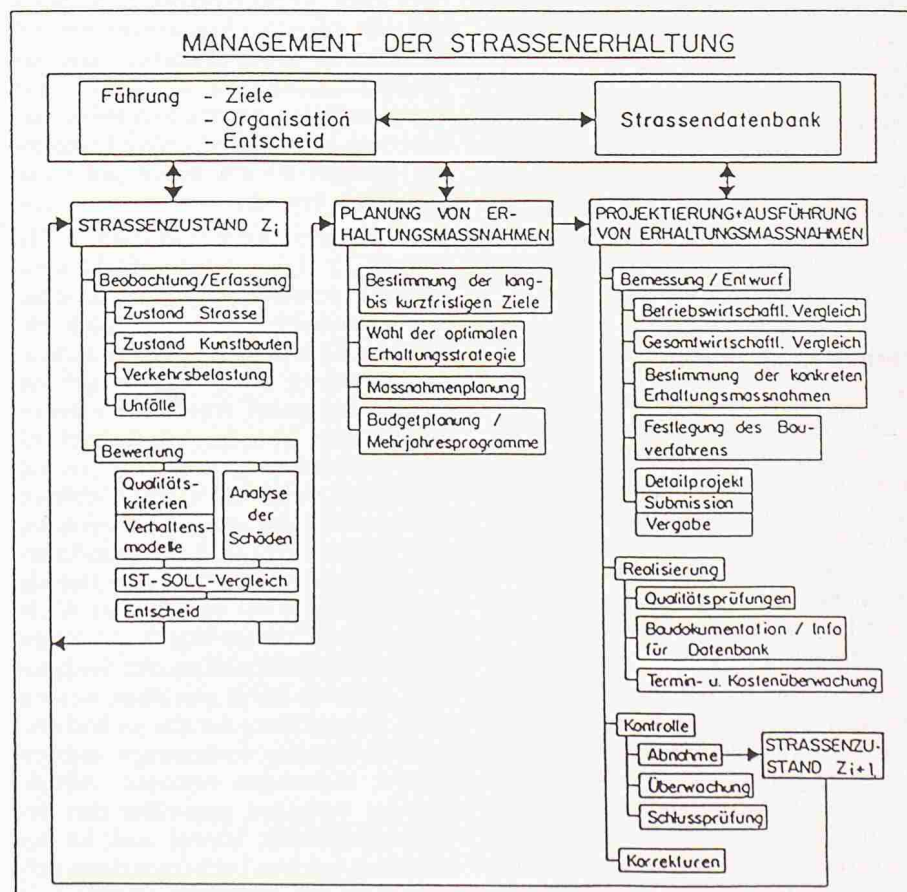 MANAGEMENT DER STRASSENERHALTUNG
Führung - Ziele
- Organisation
- Entscheid
Strassendatenbank
STRASSENZUSTAND Zi
Beobachtung/Erfassung
Zustand Strasse
Zustand Kunstbauten
Verkehrsbelastung
Unfälle
Bewertung
Qualitäts-
kriterien
Verhaltens-
modelle
Analyse
der
Schäden
IST-SOLL-Vergleich
Entscheid
PLANUNG VON ER-
HALTUNGSMASSNAHMEN
Bestimmung der lang-
bis kurzfristigen Ziele
Wahl der optimalen
Erhaltungsstrategie
Massnahmenplanung
Budgetplanung /
Mehrjahresprogramme
PROJEKTIERUNG+AUSFÜHRUNG
VON ERHALTUNGSMASSNAHMEN
Bemessung / Entwurf
Betriebswirtschaftl. Vergleich
Gesamtwirtschaftl. Vergleich
Bestimmung der konkreten
Erhaltungsmassnahmen
Festlegung des Bau-
verfahrens
Detailprojekt
Submission
Vergabe
Realisierung
Qualitätsprüfungen
Baudokumentation / Info
für Datenbank
Termin- u. Kostenüberwachung
Kontrolle
Abnahme
Überwachung
Schlussprüfung
STRASSENZU-
STAND Zi+1
Korrekturen